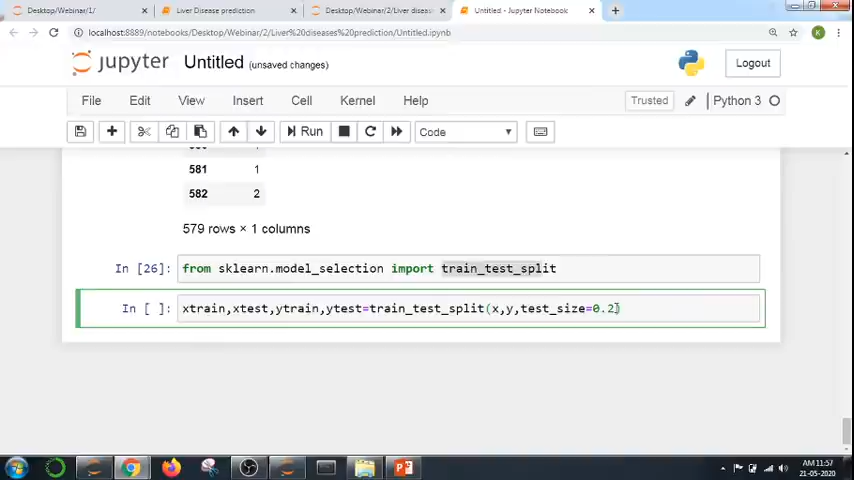 Desktop/Webinar/1/
Liver Disease prediction
Desktop/Webinar/2/Liver diseas
Untitled - Jupyter Notebook
localhost:8889/notebooks/Desktop/Webinar/2/Liver%20diseases%20prediction/Untitled.ipynb
K
jupyter Untitled (unsaved changes)
Logout
File Edit View Insert Cell Kernel Help
Trusted
Python 3
Run
Code
581 1
582 2
579 rows × 1 columns
In [26]: from sklearn.model_selection import train_test_split
In [ ]: xtrain,xtest,ytrain,ytest=train_test_split(x,y,test_size=0.2)
AM 11:57
21-05-2020